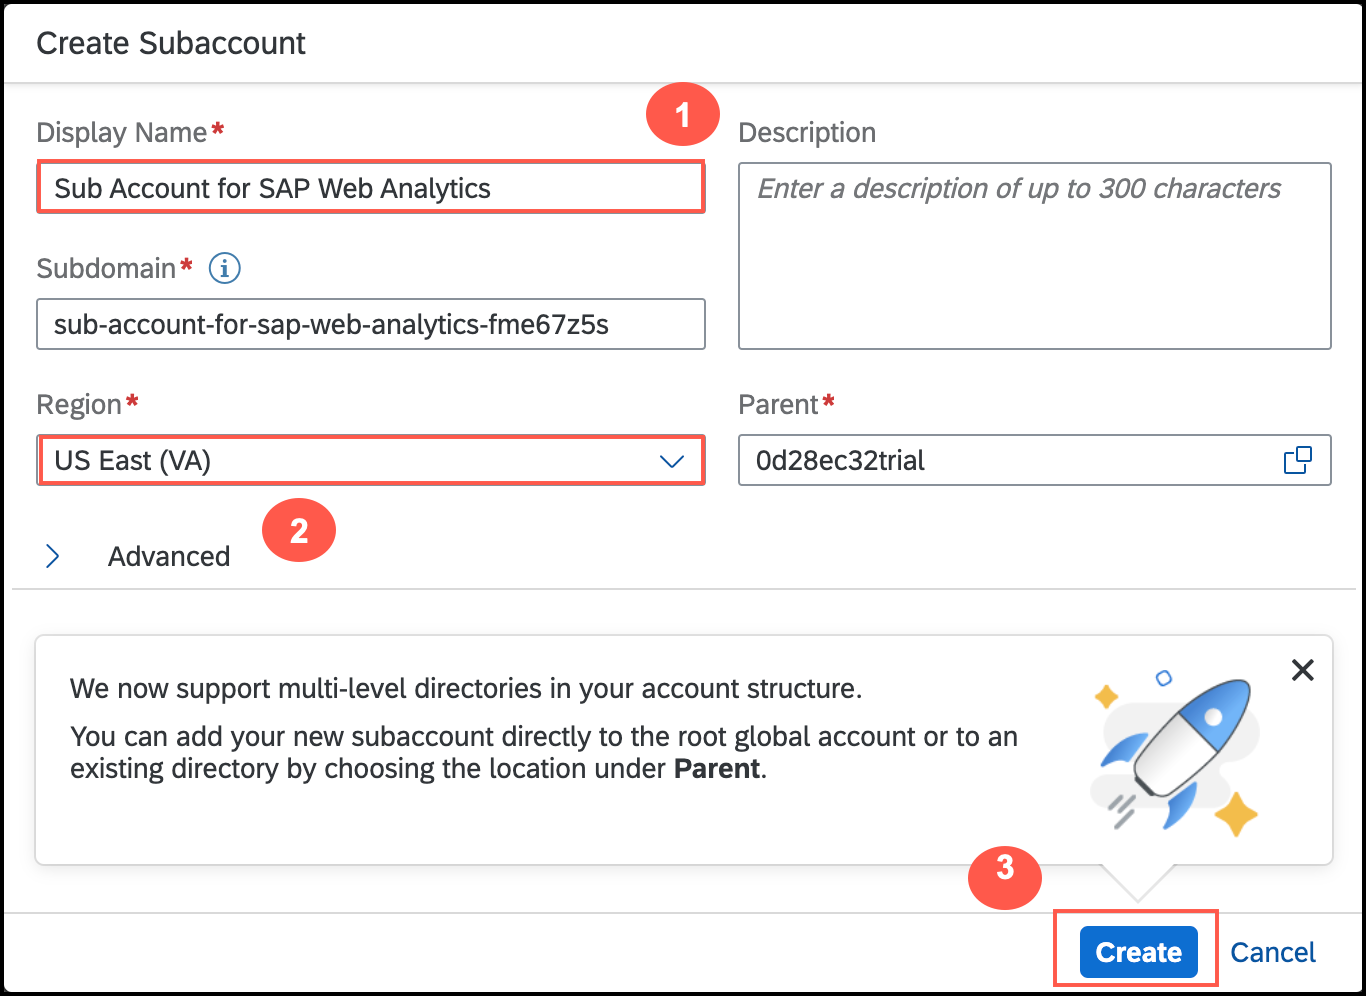 Create Subaccount
1
Display Name*
Sub Account for SAP Web Analytics
Description
Enter a description of up to 300 characters
Subdomain* i
sub-account-for-sap-web-analytics-fme67z5s
Region*
US East (VA)
Parent*
0d28ec32trial
2
Advanced
We now support multi-level directories in your account structure.
You can add your new subaccount directly to the root global account or to an
existing directory by choosing the location under Parent.
3
Create
Cancel